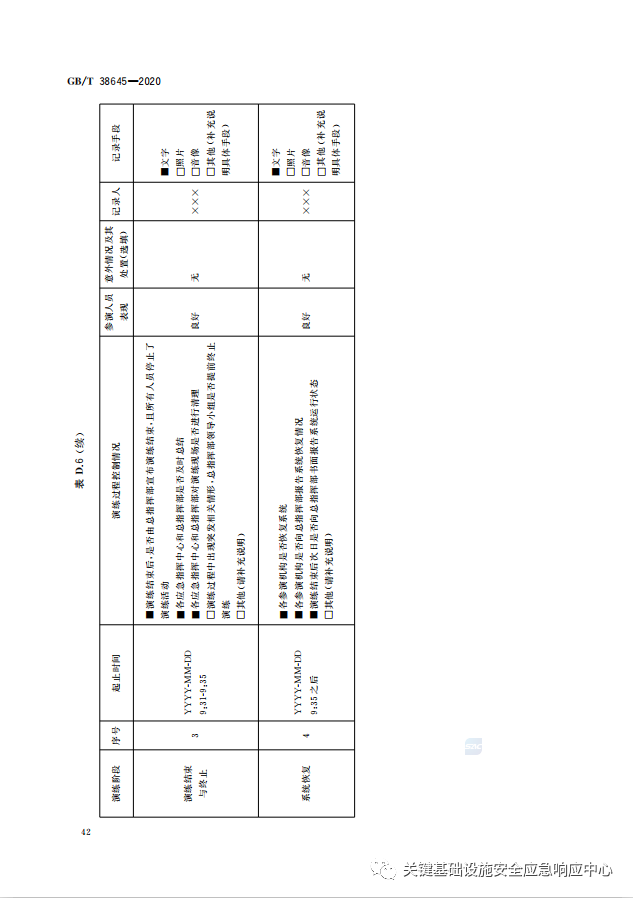 GB/T 38645—2020
表 D.6（续）
演练阶段
序号
起止时间
演练过程控制情况
参演人员
表现
意外情况及其
处置(选填)
记录人
记录手段
演练结束
与终止
3
YYYY-MM-DD
9:31-9:35
■演练结束后,是否由总指挥部宣布演练结束,且所有人员停止了
演练活动
■各应急指挥中心和总指挥部是否及时总结
■各应急指挥中心和总指挥部对演练现场是否进行清理
□演练过程中出现突发相关情形,总指挥部领导小组是否提前终止
演练
□其他(请补充说明)
良好
无
×××
■文字
□照片
□音像
□其他(补充说
明具体手段)
系统恢复
4
YYYY-MM-DD
9:35之后
■各参演机构是否恢复系统
■各参演机构是否向总指挥部报告系统恢复情况
■演练结束后次日是否向总指挥部书面报告系统运行状态
□其他(请补充说明)
良好
无
×××
■文字
□照片
□音像
□其他(补充说
明具体手段)
42
关键基础设施安全应急响应中心